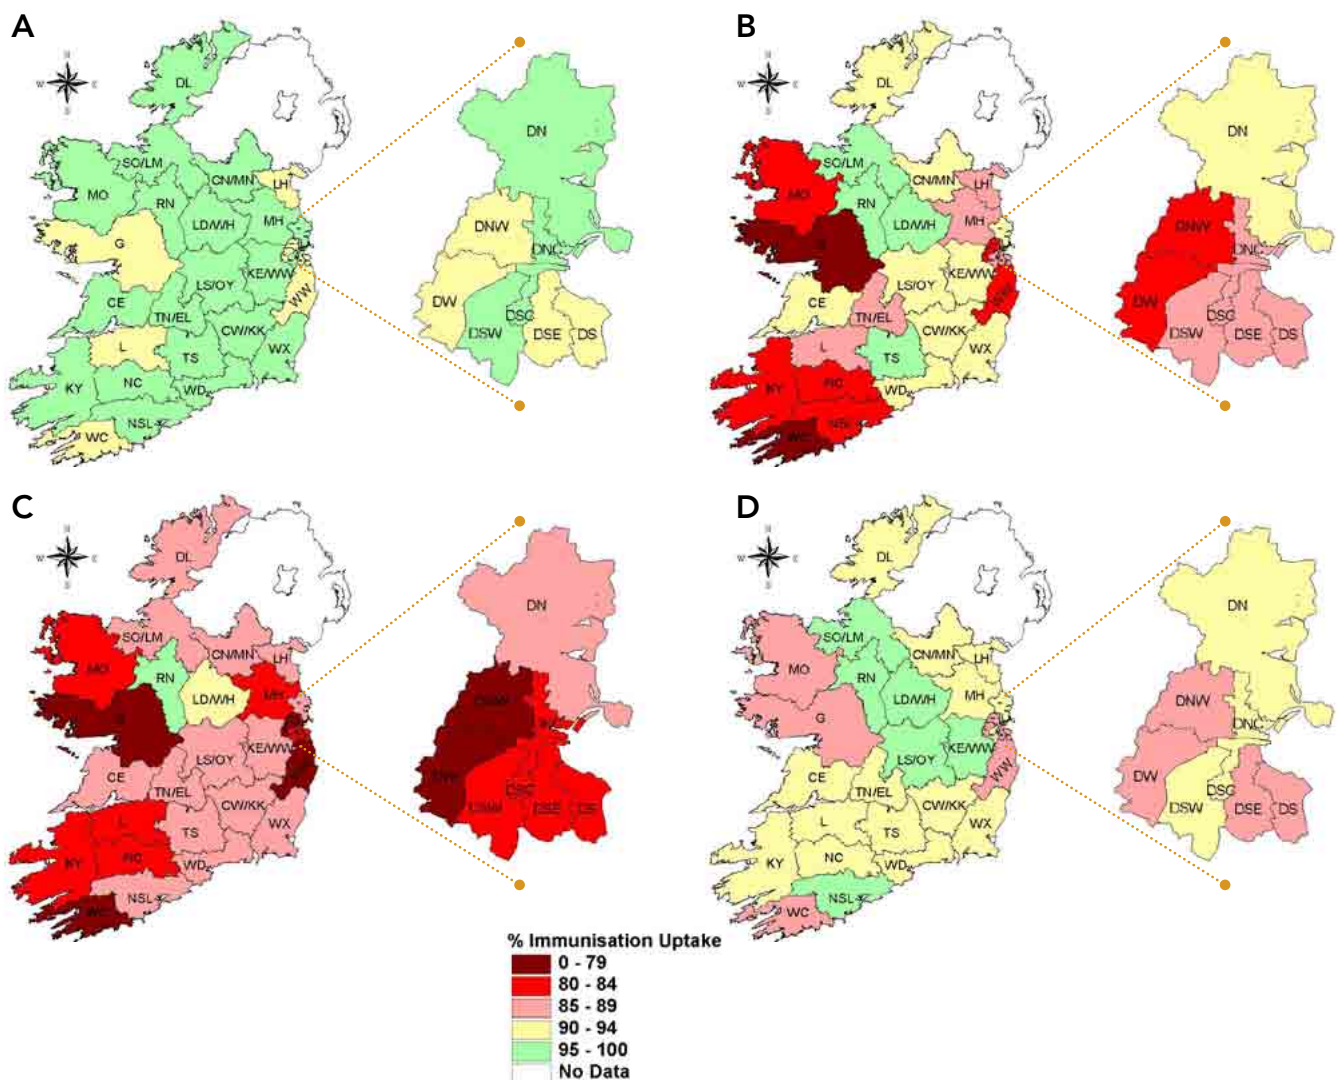 A
N
W E
S
DL
SO/LM
CN/MN
LH
MO
RN
LD/WH
MH
G
KE/WW
LS/OY
WW
CE
TN/EL
CW/KK
L
TS
WX
KY
NC
WD
NSL
WC
DN
DNW
DNC
DW
DSC
DSW
DSE
DS
B
N
W E
S
DL
SO/LM
CN/MN
LH
MO
RN
LD/WH
MH
G
KE/WW
LS/OY
WW
CE
TN/EL
CW/KK
L
TS
WX
KY
NC
WD
NSL
WC
DN
DNW
DNC
DW
DSC
DSW
DSE
DS
C
N
W E
S
DL
SO/LM
CN/MN
LH
MO
RN
LD/WH
MH
G
KE/WW
LS/OY
CE
TN/EL
CW/KK
L
TS
WX
KY
NC
WD
NSL
WC
DN
DNW
DW
DSC
DSW
DSE
DS
D
N
W E
S
DL
SO/LM
CN/MN
LH
MO
RN
LD/WH
MH
G
KE/WW
LS/OY
WW
CE
TN/EL
CW/KK
L
TS
WX
KY
NC
WD
NSL
WC
DN
DNW
DNC
DW
DSC
DSW
DSE
DS
% Immunisation Uptake
0 - 79
80 - 84
85 - 89
90 - 94
95 - 100
No Data